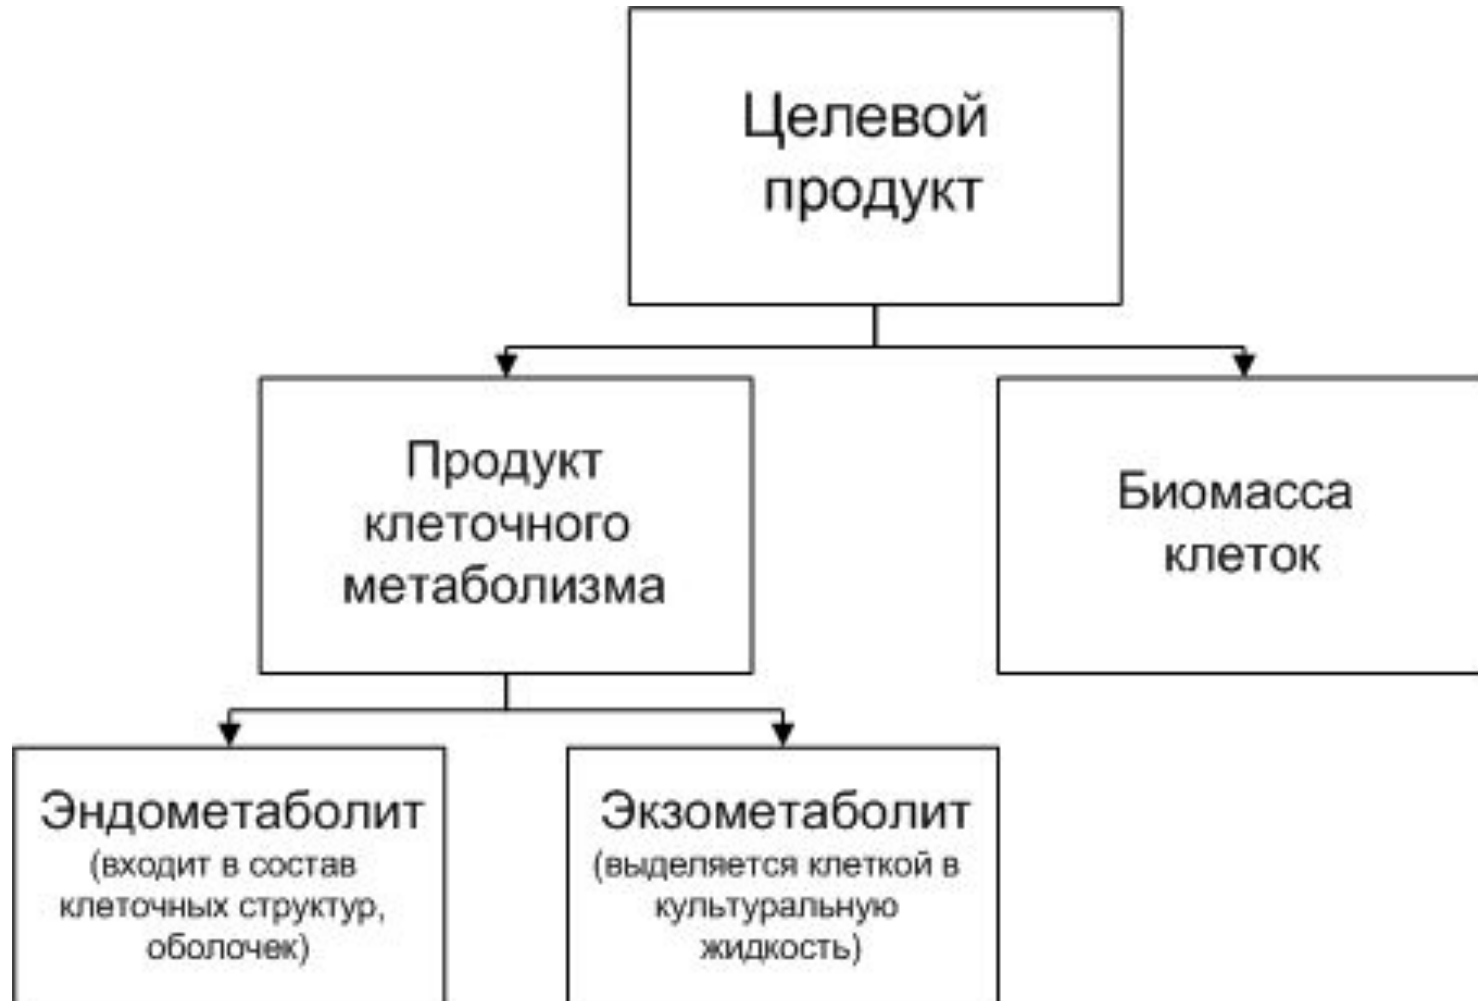 Целевой
продукт
Продукт
клеточного
метаболизма
Биомасса
клеток
Эндометаболит
(входит в состав
клеточных структур,
оболочек)
Экзометаболит
(выделяется клеткой в
культуральную
жидкость)